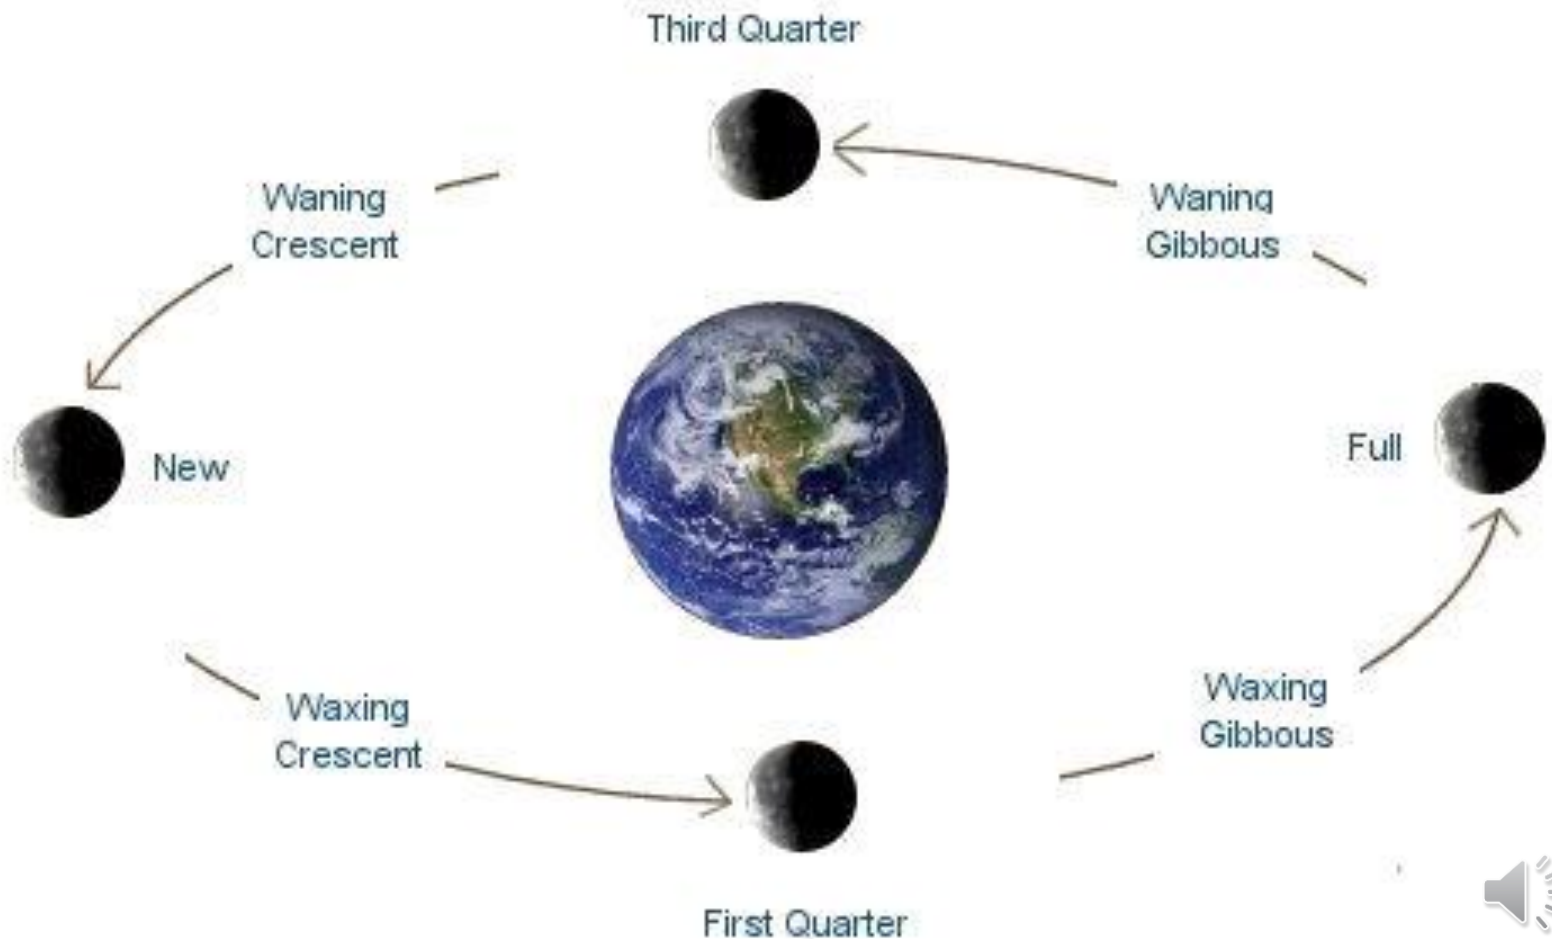 Third Quarter
Waning
Crescent
Waning
Gibbous
New
Full
Waxing
Crescent
Waxing
Gibbous
First Quarter